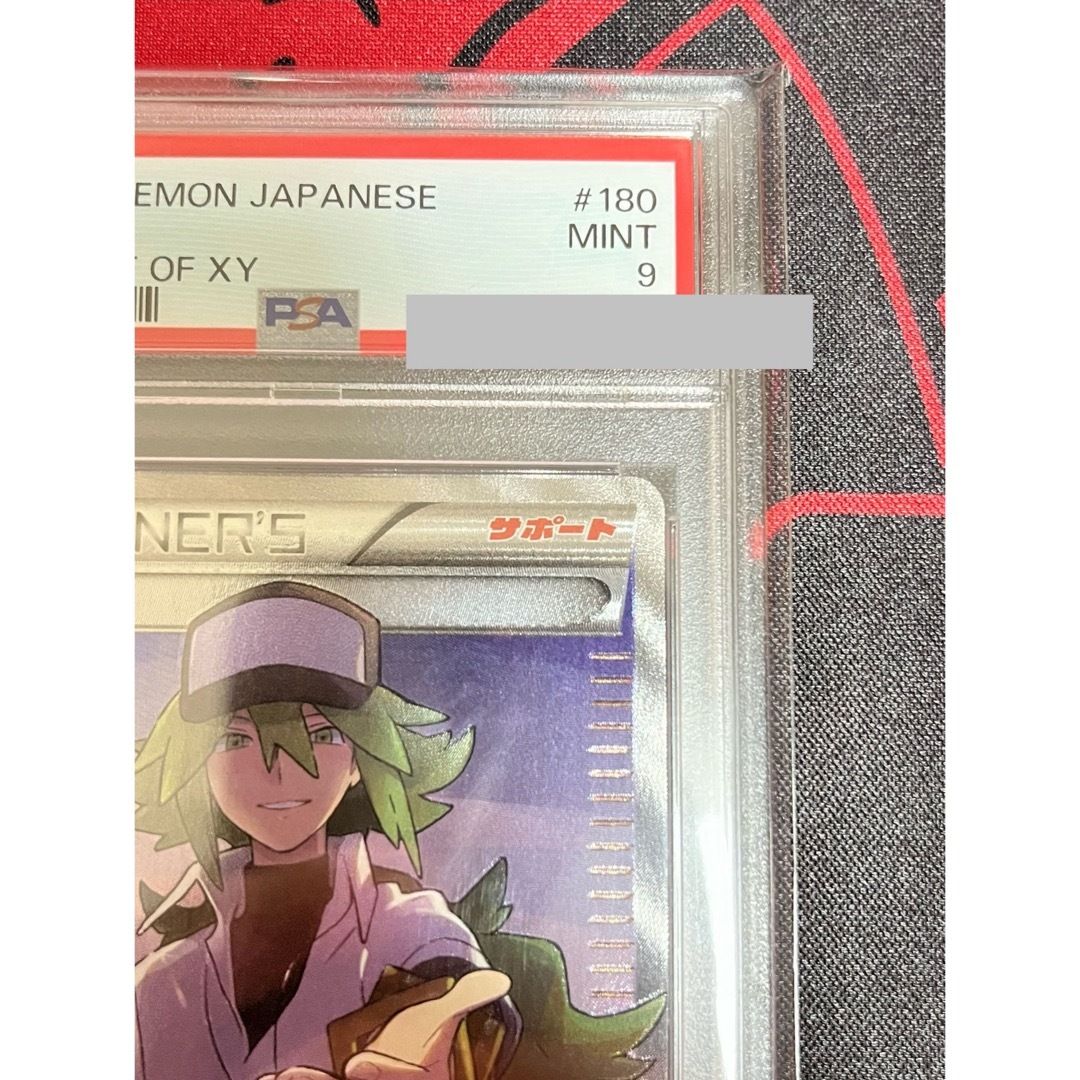 EMON JAPANESE #180
MINT
OF XY 9
PSA
NER'S サポート